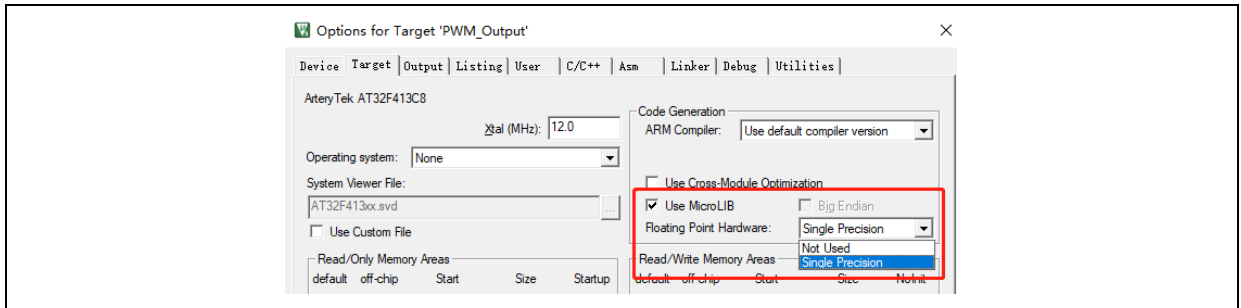 Options for Target 'PWM_Output'
Device Target Output Listing User C/C++ Asm Linker Debug Utilities
ArteryTek AT32F413C8
Xtal (MHz): 12.0
Operating system: None
System Viewer File:
AT32F413xx.svd
...
Use Custom File
Code Generation
ARM Compiler: Use default compiler version
Use Cross-Module Optimization
Use MicroLIB Big Endian
Floating Point Hardware: Single Precision
Not Used
Single Precision
Read/Only Memory Areas
default off-chip Start Size Startup
Read/Write Memory Areas
default off-chip Start Size NoInit